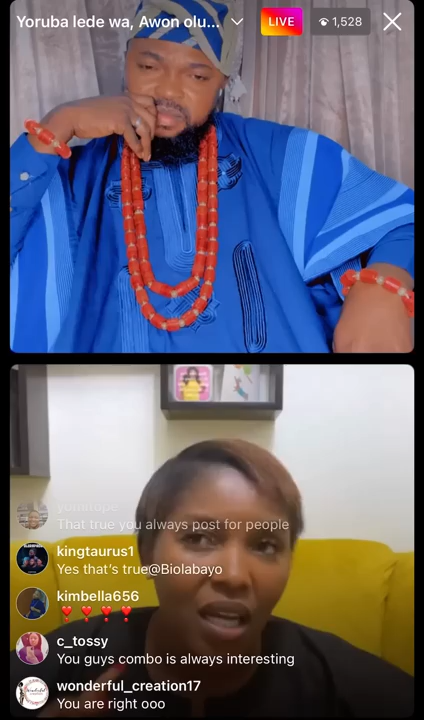 Yoruba lede wa, Awon olu...
LIVE
1,528
That true you always post for people
kingtaurus1
Yes that's true@Biolabayo
kimbella656
❣️❣️❣️❣️
c_tossy
You guys combo is always interesting
wonderful_creation17
You are right ooo